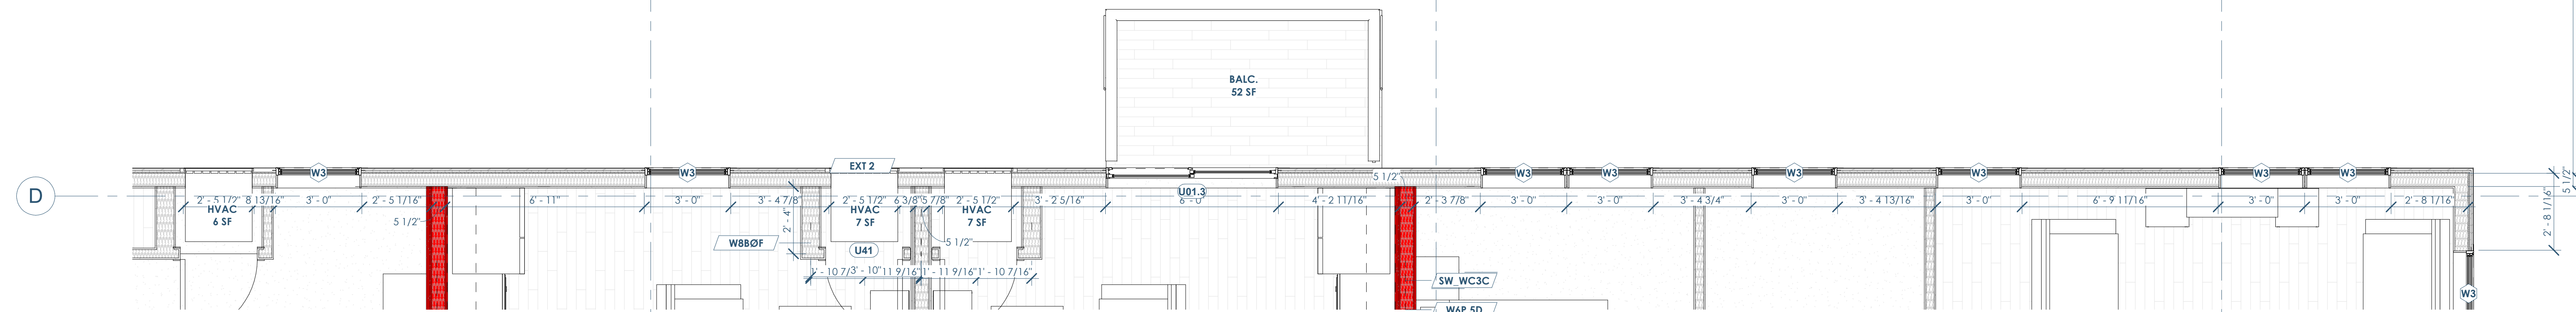 BALC.
52 SF
EXT 2
W3
W3
W3
W3
W3
W3
W3
W3
D
2' - 5 1/2"
8 13/16"
3' - 0"
2' - 5 1/16"
6' - 11"
3' - 0"
3' - 4 7/8"
2' - 5 1/2"
6 3/8"
5 7/8"
2' - 5 1/2"
3' - 2 5/16"
6' - 0"
4' - 2 11/16"
5 1/2"
2' - 3 7/8"
3' - 0"
3' - 0"
3' - 4 3/4"
3' - 0"
3' - 4 13/16"
3' - 0"
6' - 9 11/16"
3' - 0"
3' - 0"
2' - 8 1/16"
5 1/2"
2' - 8 1/16"
U01.3
HVAC
6 SF
5 1/2"
2' - 4"
HVAC
7 SF
HVAC
7 SF
W8BØF
U41
5 1/2"
3' - 10"
11 9/16"
1' - 11 9/16"
1' - 10 7/16"
SW_WC3C
W3
W6P.5D